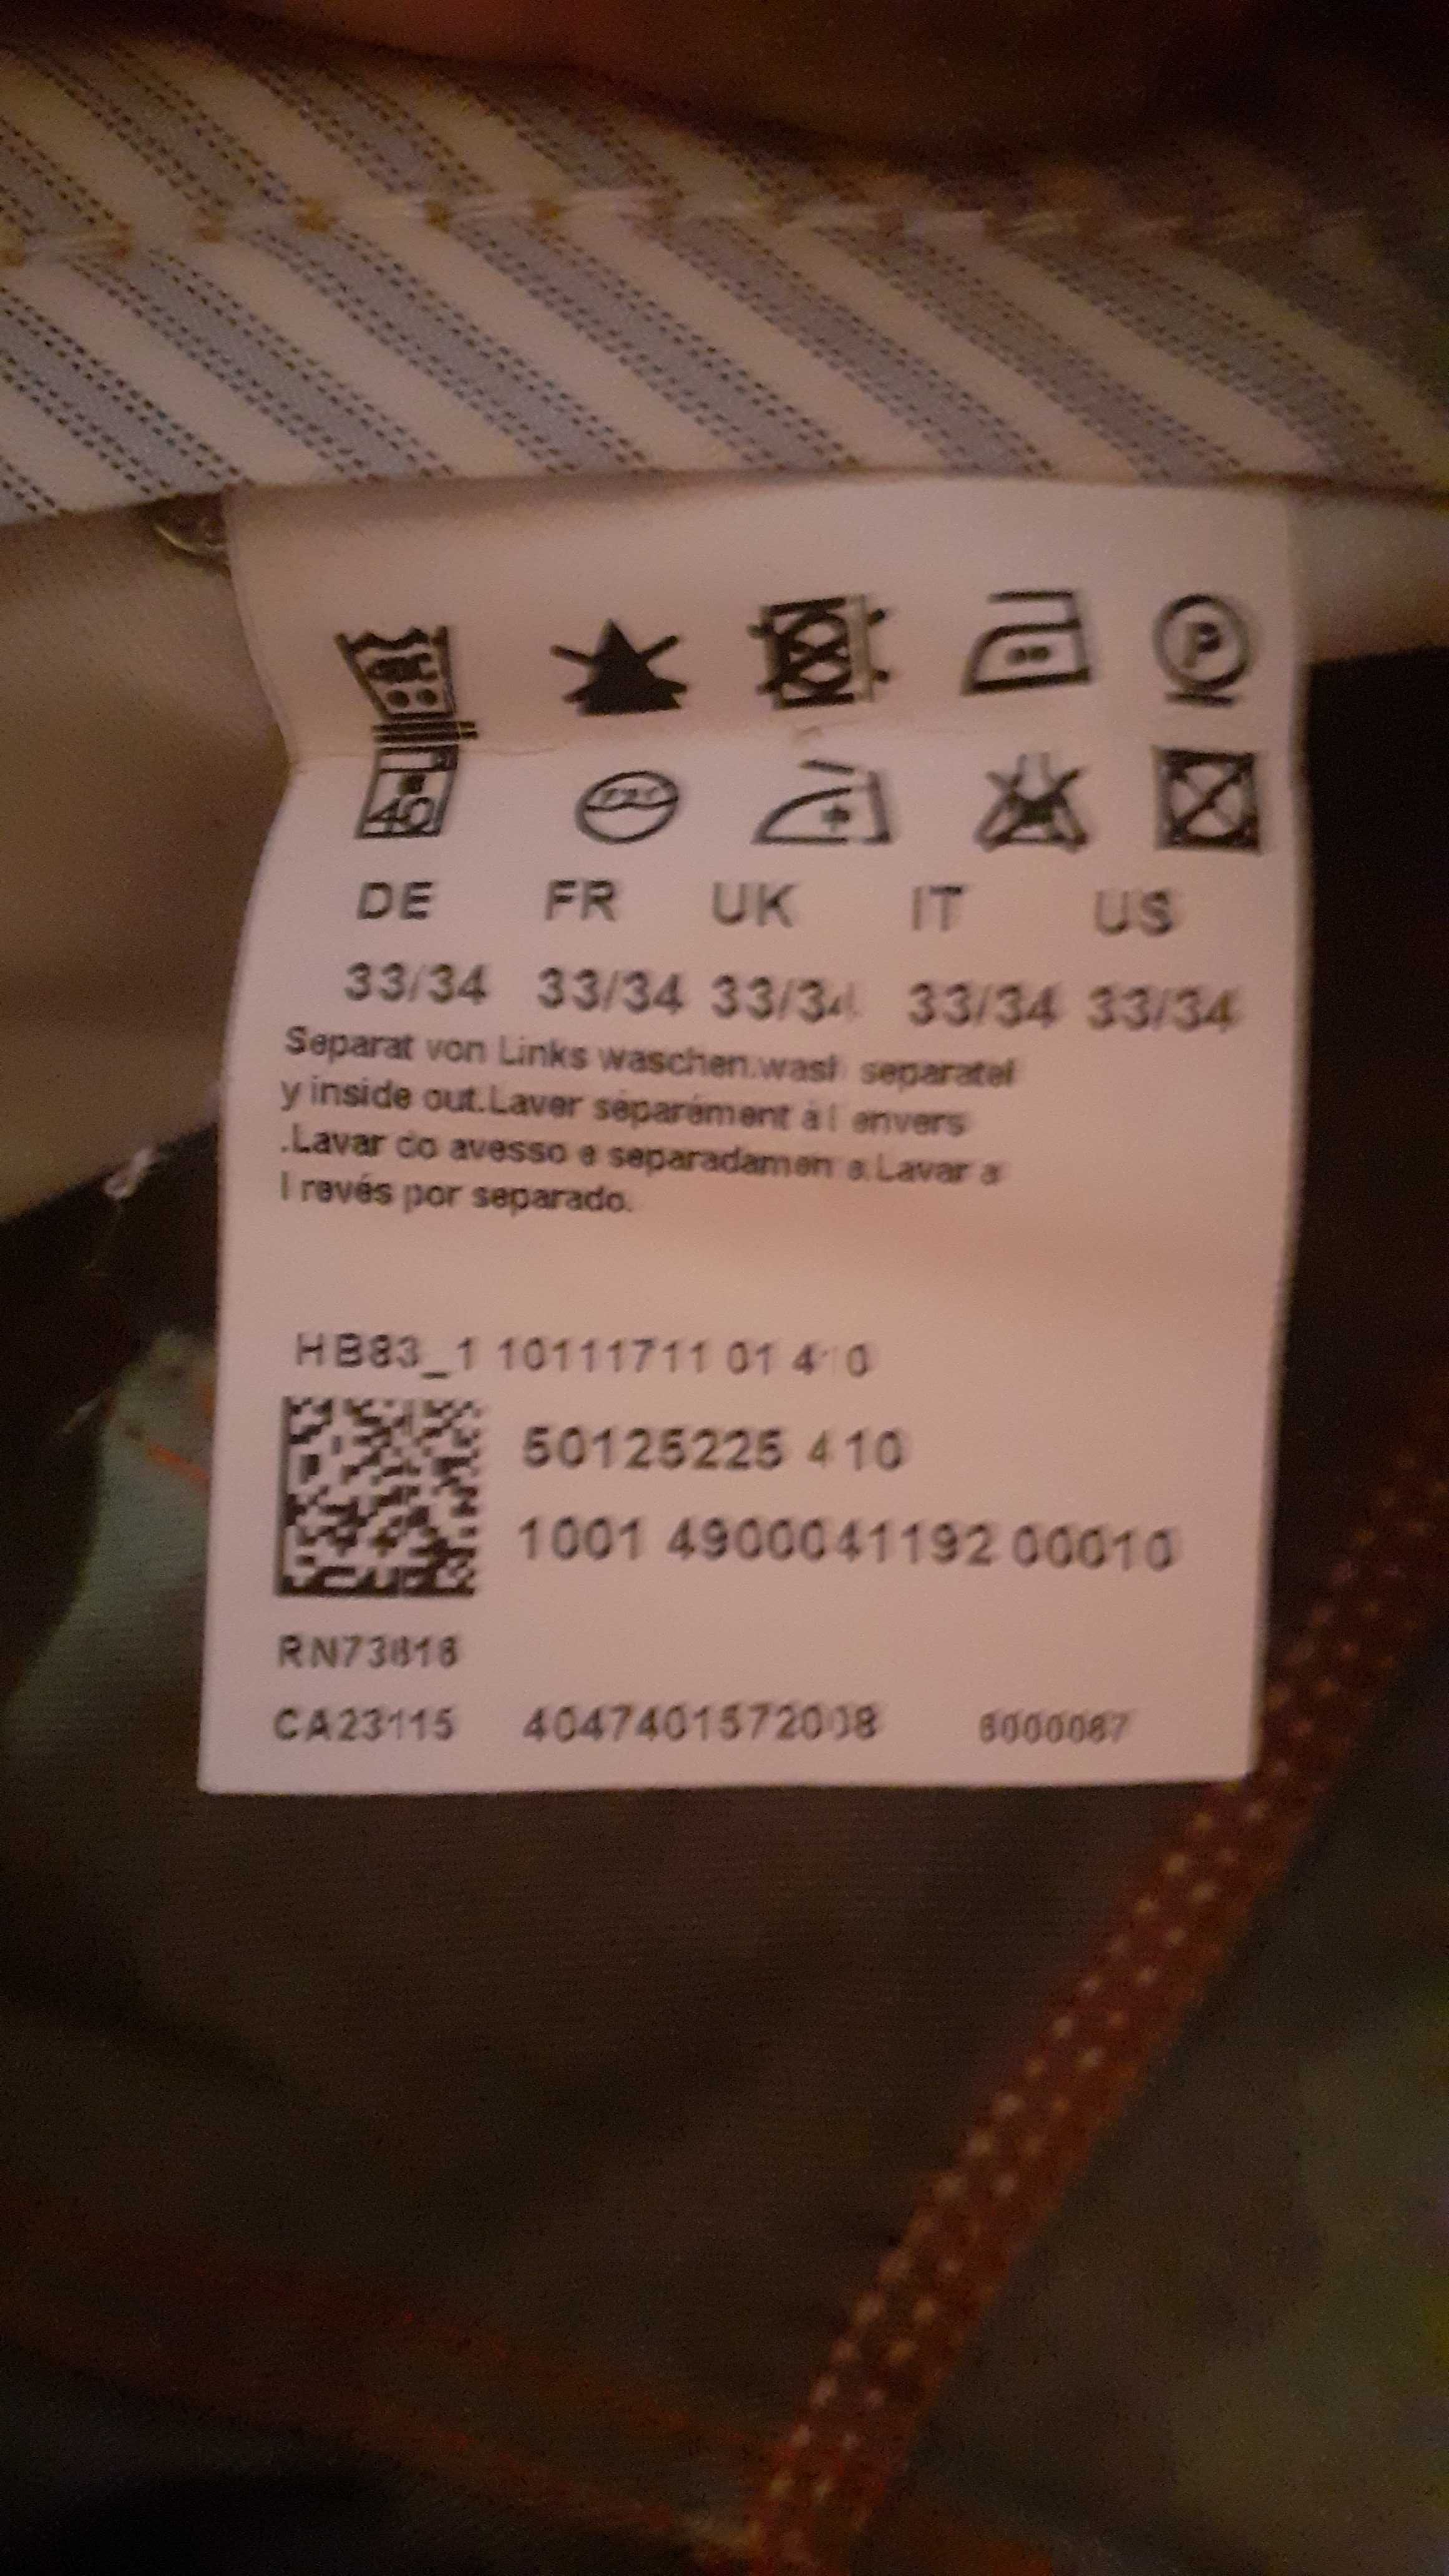 P
DE FR UK IT US
33/34 33/34 33/34 33/34 33/34
Separat von Links waschen.wash separatel
y inside out.Laver séparément à l envers
.Lavar do avesso e separadamen e.Lavar a
l revés por separado.
HB83_1 10111711 01 410
50125225 410
1001 4900041192 00010
CA23115 4047401572008